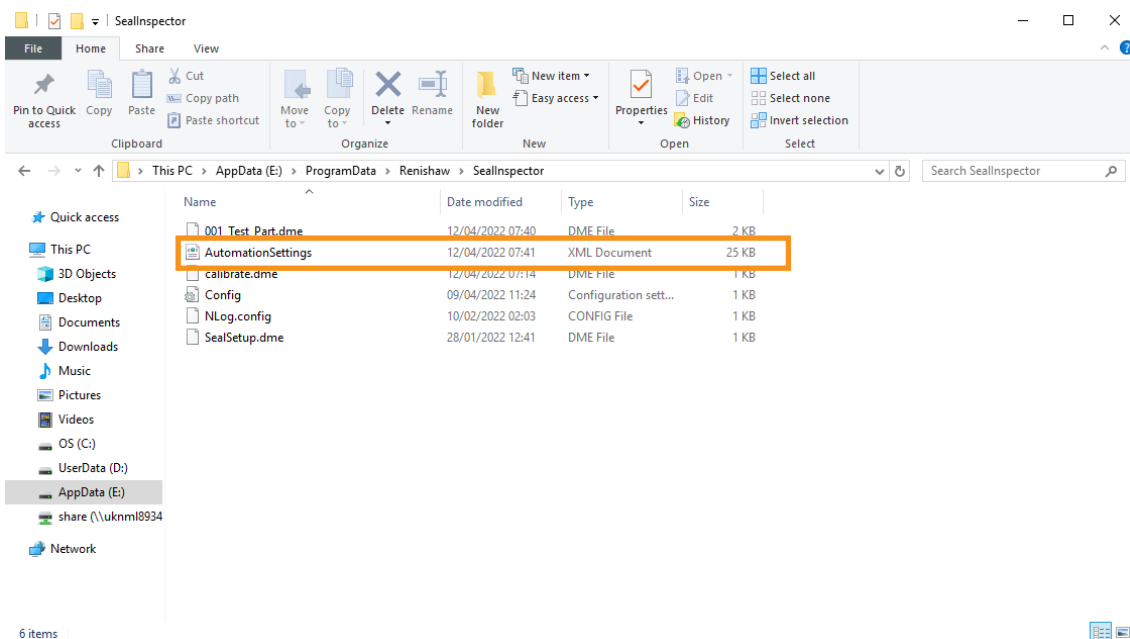 SealInspector
File Home Share View
Pin to Quick access
Copy
Paste
Cut
Copy path
Paste shortcut
Clipboard
Move to
Copy to
Delete
Rename
Organize
New folder
New item
Easy access
New
Properties
Open
Edit
History
Open
Select all
Select none
Invert selection
Select
This PC > AppData (E:) > ProgramData > Renishaw > SealInspector
Search SealInspector
Name Date modified Type Size
001_Test_Part.dme 12/04/2022 07:40 DME File 2 KB
AutomationSettings 12/04/2022 07:41 XML Document 25 KB
calibrate.dme 12/04/2022 07:14 DME File 1 KB
Config 09/04/2022 11:24 Configuration sett... 1 KB
NLog.config 10/02/2022 02:03 CONFIG File 1 KB
SealSetup.dme 28/01/2022 12:41 DME File 1 KB
Quick access
This PC
3D Objects
Desktop
Documents
Downloads
Music
Pictures
Videos
OS (C:)
UserData (D:)
AppData (E:)
share (\\uknml8934
Network
6 items